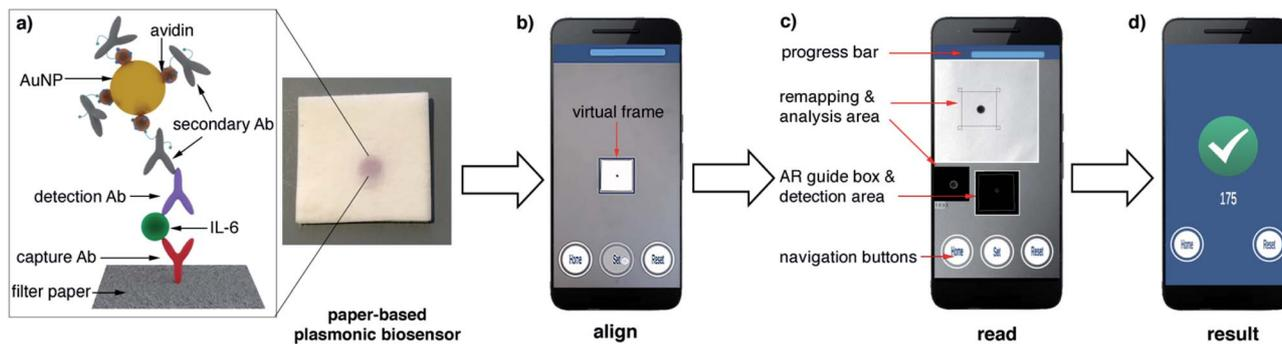 a)
avidin
AuNP
secondary Ab
detection Ab
IL-6
capture Ab
filter paper
paper-based
plasmonic biosensor
b)
virtual frame
Home
Set
Reset
align
c)
progress bar
remapping &
analysis area
AR guide box &
detection area
navigation buttons
Home
Set
Reset
read
d)
175
Home
Reset
result